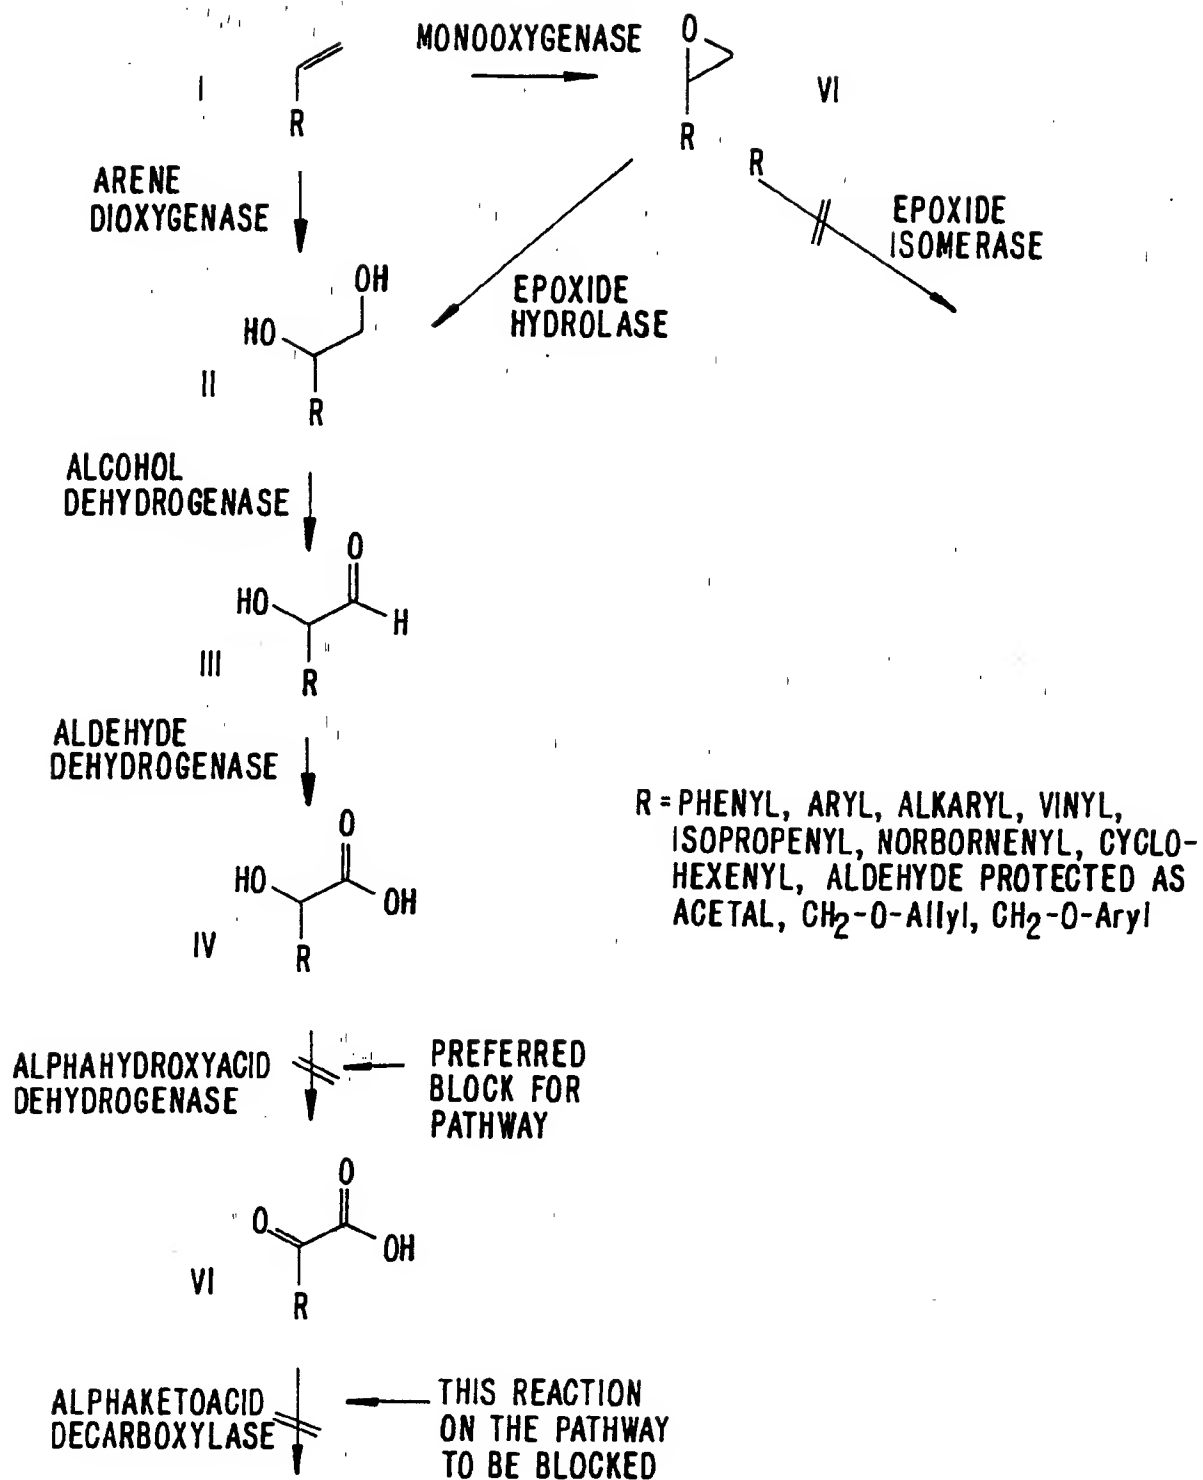 MONOOXYGENASE
O
I
R
R
VI
R
ARENE
DIOXYGENASE
EPOXIDE
ISOMERASE
OH
HO
EPOXIDE
HYDROLASE
II
R
ALCOHOL
DEHYDROGENASE
O
HO
H
III
R
ALDEHYDE
DEHYDROGENASE
R = PHENYL, ARYL, ALKARYL, VINYL,
ISOPROPENYL, NORBORNENYL, CYCLO-
HEXENYL, ALDEHYDE PROTECTED AS
ACETAL, CH2-O-Allyl, CH2-O-Aryl
O
HO
OH
IV
R
ALPHAHYDROXYACID
DEHYDROGENASE
PREFERRED
BLOCK FOR
PATHWAY
O
O
OH
VI
R
ALPHAKETOACID
DECARBOXYLASE
THIS REACTION
ON THE PATHWAY
TO BE BLOCKED